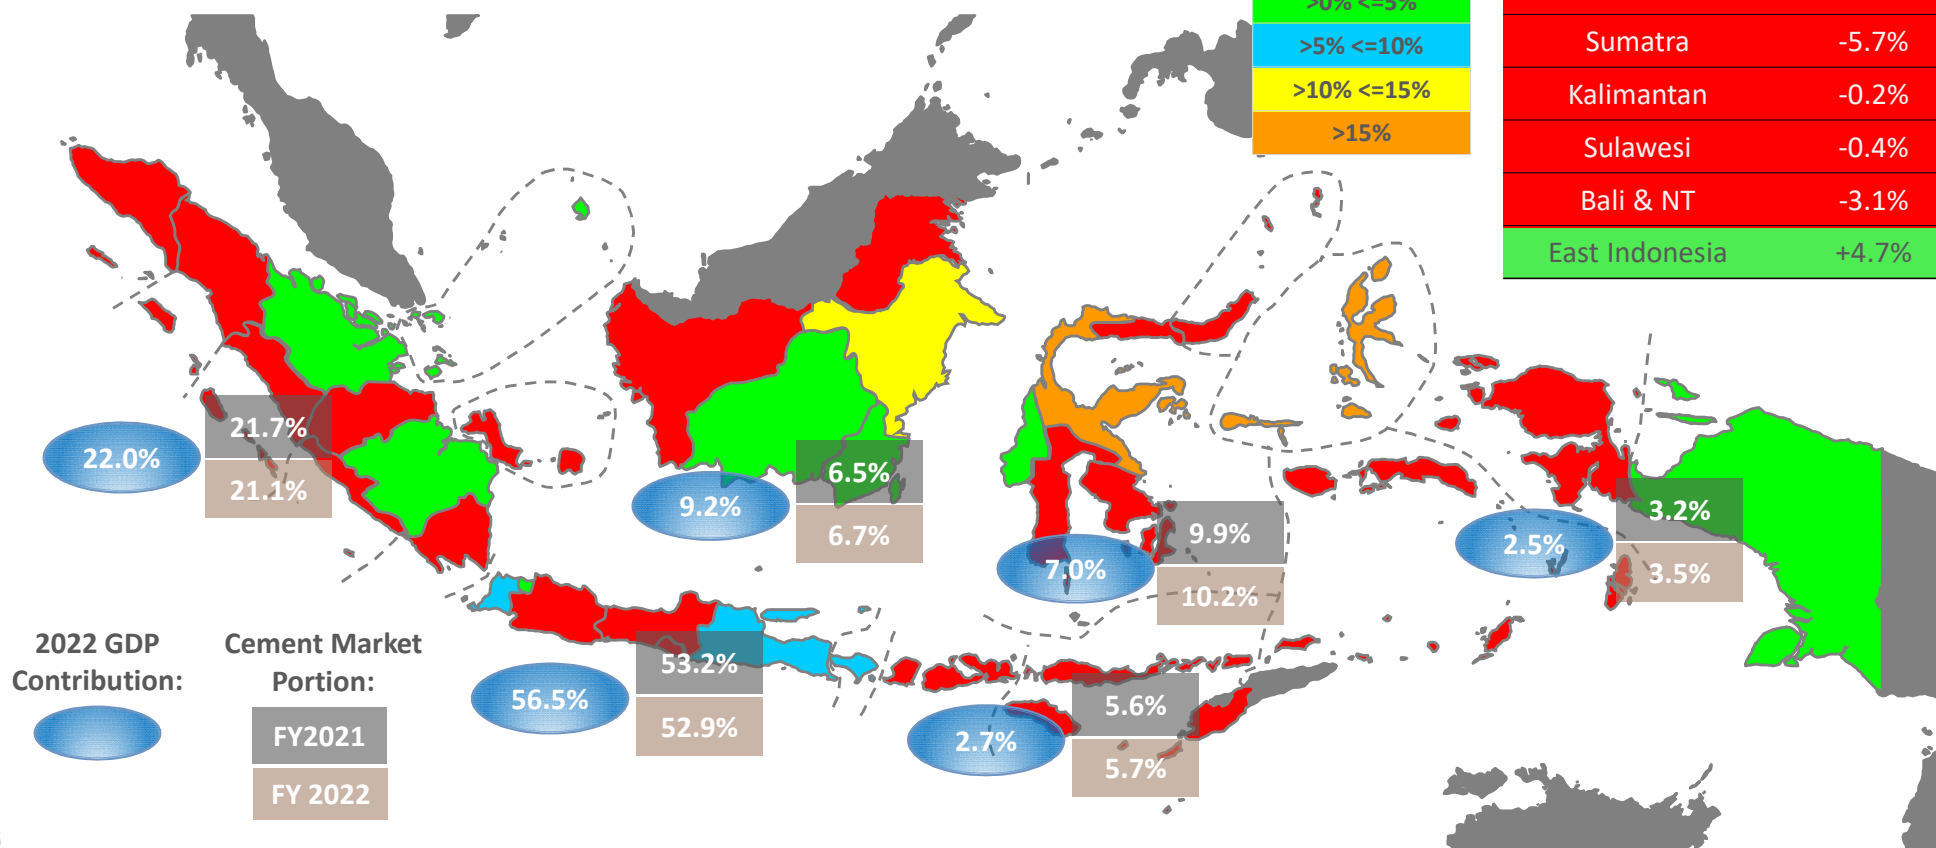 >0% <=5%
>5% <=10%
>10% <=15%
>15%
Sumatra -5.7%
Kalimantan -0.2%
Sulawesi -0.4%
Bali & NT -3.1%
East Indonesia +4.7%
22.0%
21.7%
21.1%
9.2%
6.5%
6.7%
7.0%
9.9%
10.2%
2.5%
3.2%
3.5%
56.5%
53.2%
52.9%
2.7%
5.6%
5.7%
2022 GDP
Contribution:
Cement Market
Portion:
FY2021
FY 2022